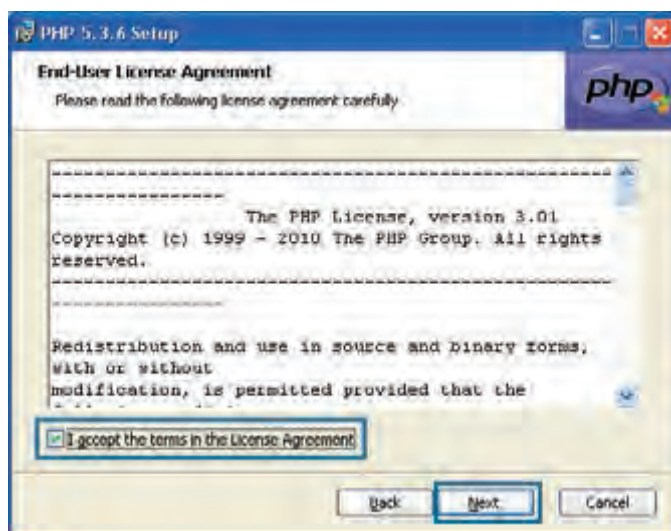 PHP 5.3.6 Setup
End-User License Agreement
Please read the following license agreement carefully
php
-----------------------------------------------------
----------------
The PHP License, version 3.01
Copyright (c) 1999 - 2010 The PHP Group. All rights
reserved.
-----------------------------------------------------
----------------
Redistribution and use in source and binary forms,
with or without
modification, is permitted provided that the
I accept the terms in the License Agreement
Back
Next
Cancel